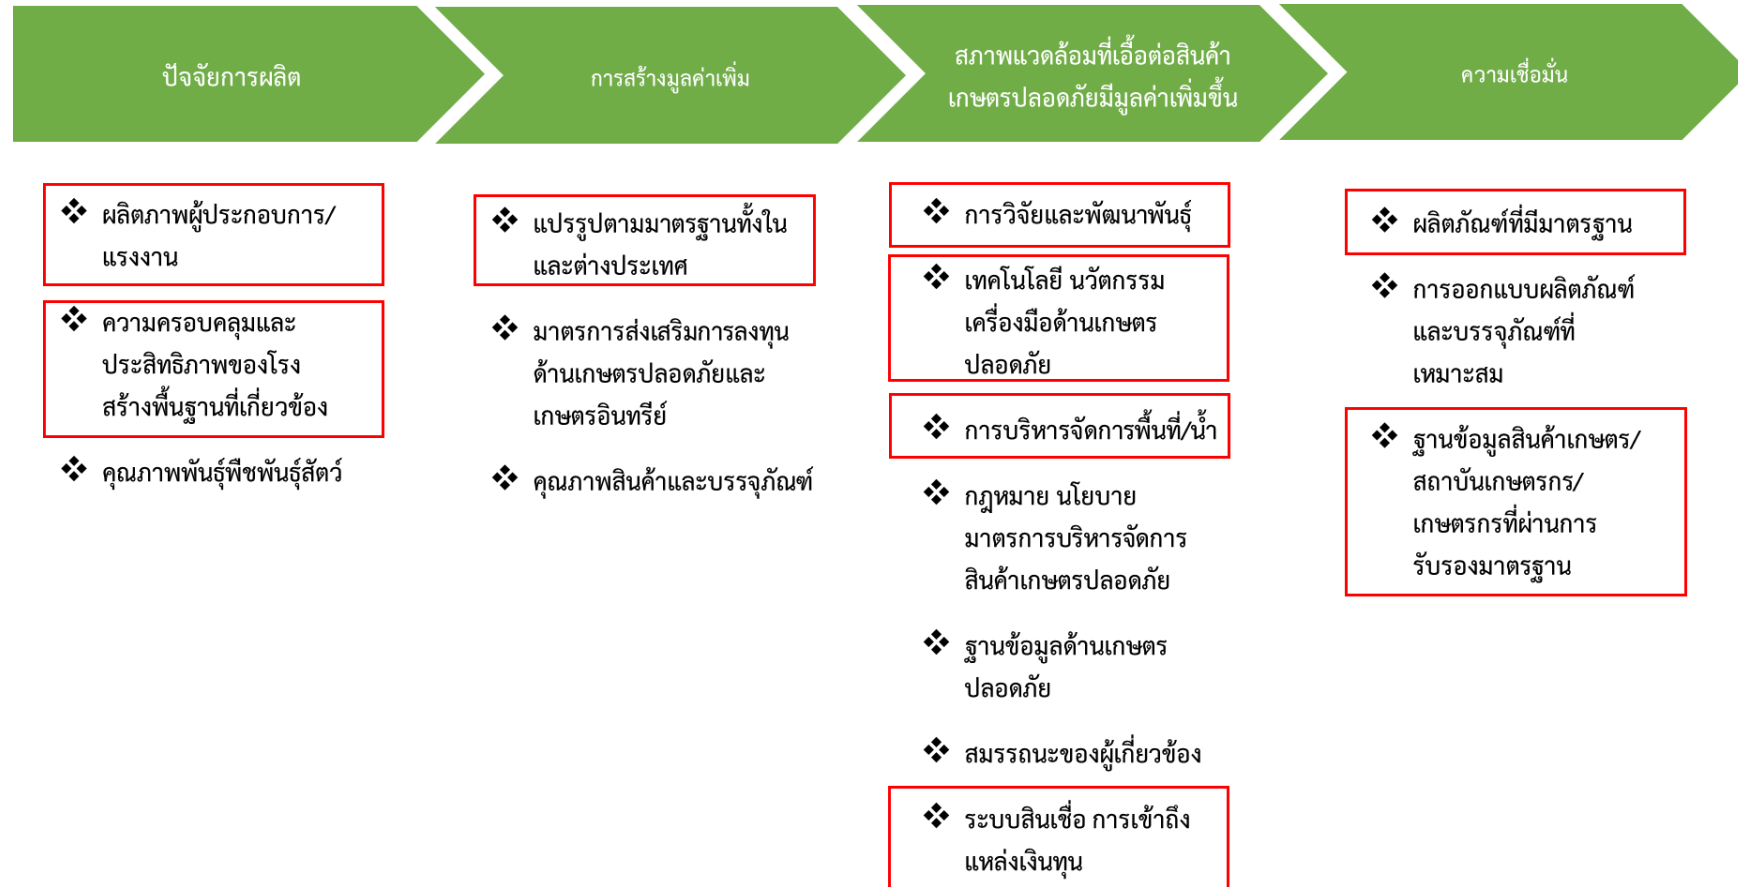 ปัจจัยการผลิต
การสร้างมูลค่าเพิ่ม
สภาพแวดล้อมที่เอื้อต่อสินค้า
เกษตรปลอดภัยมีมูลค่าเพิ่มขึ้น
ความเชื่อมั่น
ผลิตภาพผู้ประกอบการ/
แรงงาน
ความครอบคลุมและ
ประสิทธิภาพของโรง
สร้างพื้นฐานที่เกี่ยวข้อง
คุณภาพพันธุ์พืชพันธุ์สัตว์
แปรรูปตามมาตรฐานทั้งใน
และต่างประเทศ
มาตรการส่งเสริมการลงทุน
ด้านเกษตรปลอดภัยและ
เกษตรอินทรีย์
คุณภาพสินค้าและบรรจุภัณฑ์
การวิจัยและพัฒนาพันธุ์
เทคโนโลยี นวัตกรรม
เครื่องมือด้านเกษตร
ปลอดภัย
การบริหารจัดการพื้นที่/น้ำ
กฎหมาย นโยบาย
มาตรการบริหารจัดการ
สินค้าเกษตรปลอดภัย
ฐานข้อมูลด้านเกษตร
ปลอดภัย
สมรรถนะของผู้เกี่ยวข้อง
ระบบสินเชื่อ การเข้าถึง
แหล่งเงินทุน
ผลิตภัณฑ์ที่มีมาตรฐาน
การออกแบบผลิตภัณฑ์
และบรรจุภัณฑ์ที่
เหมาะสม
ฐานข้อมูลสินค้าเกษตร/
สถาบันเกษตรกร/
เกษตรกรที่ผ่านการ
รับรองมาตรฐาน